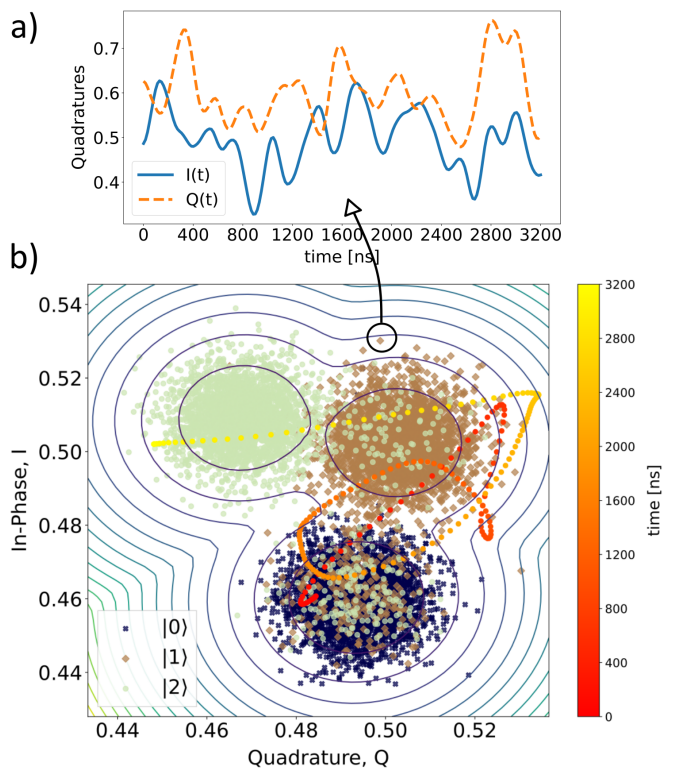 a)
Quadratures
0.7
0.6
0.5
0.4
I(t)
Q(t)
0 400 800 1200 1600 2000 2400 2800 3200
time [ns]
b)
In-Phase, I
0.54
0.52
0.50
0.48
0.46
0.44
|0⟩
|1⟩
|2⟩
0.44 0.46 0.48 0.50 0.52
Quadrature, Q
3200
2800
2400
2000
1600
1200
800
400
0
time [ns]